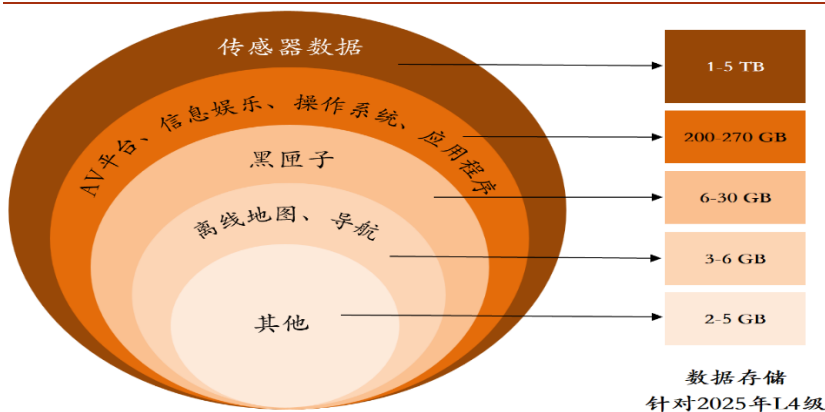 传感器数据
1-5 TB
AV平台、信息娱乐、操作系统、应用程序
200-270 GB
黑匣子
6-30 GB
离线地图、导航
3-6 GB
其他
2-5 GB
数据存储
针对2025年L4级